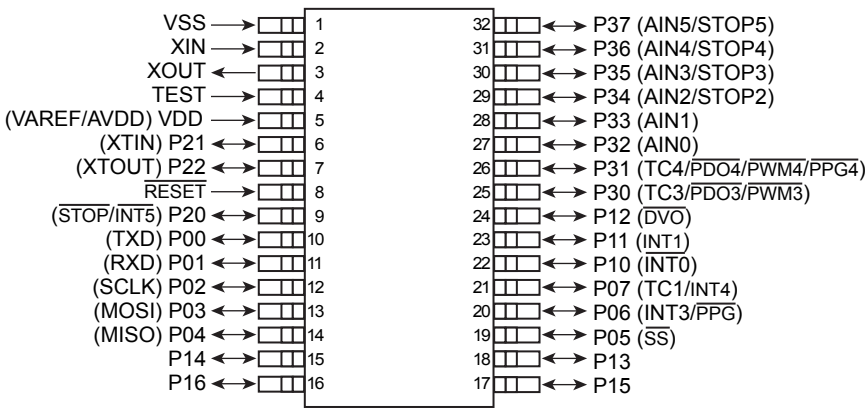 VSS 1 32 P37 (AIN5/STOP5)
XIN 2 31 P36 (AIN4/STOP4)
XOUT 3 30 P35 (AIN3/STOP3)
TEST 4 29 P34 (AIN2/STOP2)
(VAREF/AVDD) VDD 5 28 P33 (AIN1)
(XTIN) P21 6 27 P32 (AIN0)
(XTOUT) P22 7 26 P31 (TC4/PDO4/PWM4/PPG4)
RESET 8 25 P30 (TC3/PDO3/PWM3)
(STOP/INT5) P20 9 24 P12 (DVO)
(TXD) P00 10 23 P11 (INT1)
(RXD) P01 11 22 P10 (INT0)
(SCLK) P02 12 21 P07 (TC1/INT4)
(MOSI) P03 13 20 P06 (INT3/PPG)
(MISO) P04 14 19 P05 (SS)
P14 15 18 P13
P16 16 17 P15